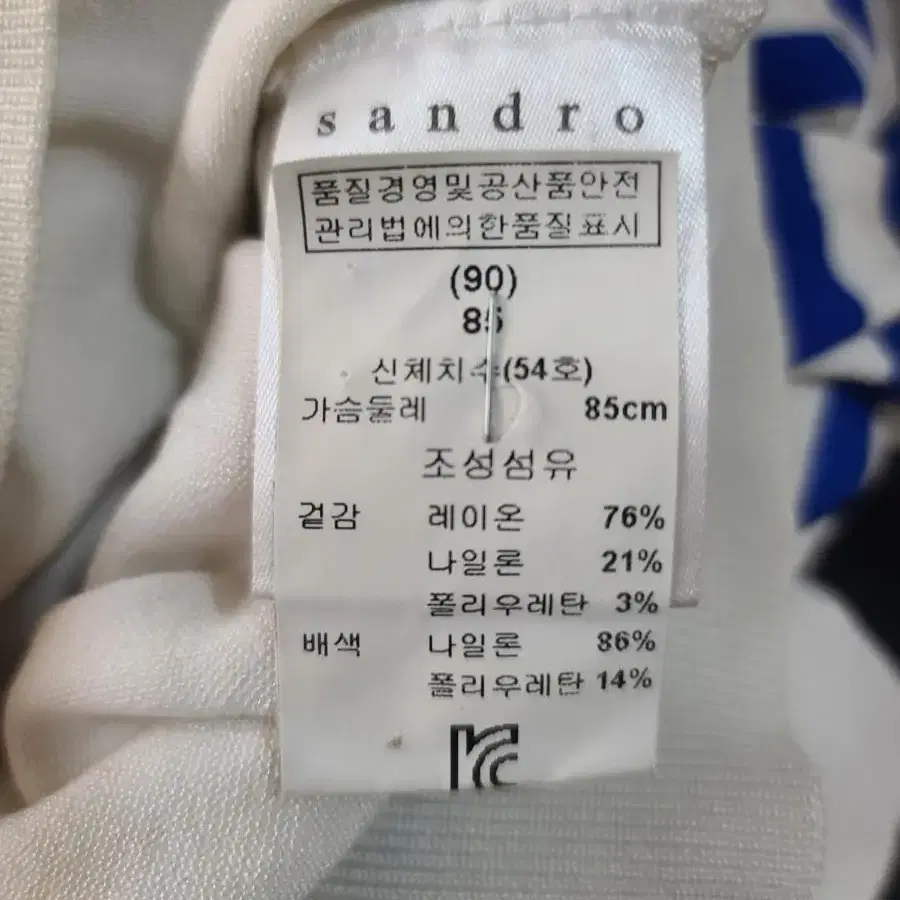 sandro
품질경영및공산품안전
관리법에의한품질표시
(90)
85
신체치수(54호)
가슴둘레 85cm
조성섬유
겉감 레이온 76%
나일론 21%
폴리우레탄 3%
배색 나일론 86%
폴리우레탄 14%